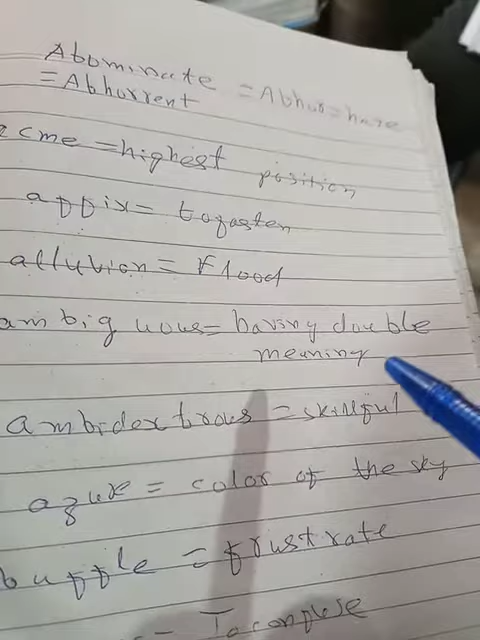 Abominate = Abhor = hate
= Abhorrent
acme = highest position
affix = to fasten
alluvion = Flood
ambiguous = having double
meaning
ambidextrous = skillful
azure = color of the sky
baffle = frustrate
= To confuse